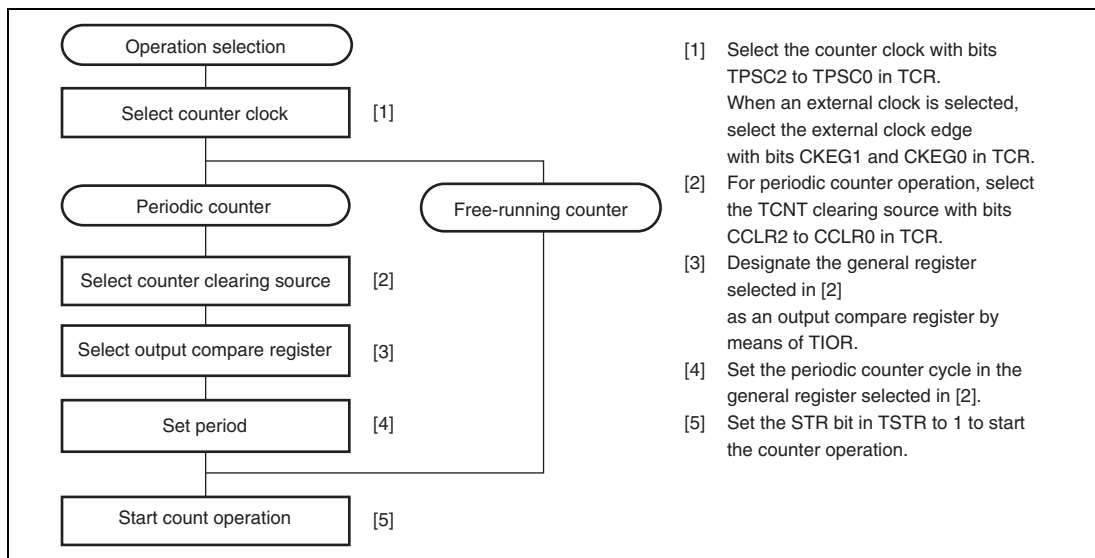 Operation selection
Select counter clock
[1]
Periodic counter
Free-running counter
Select counter clearing source
[2]
Select output compare register
[3]
Set period
[4]
Start count operation
[5]
[1] Select the counter clock with bits
TPSC2 to TPSC0 in TCR.
When an external clock is selected,
select the external clock edge
with bits CKEG1 and CKEG0 in TCR.
[2] For periodic counter operation, select
the TCNT clearing source with bits
CCLR2 to CCLR0 in TCR.
[3] Designate the general register
selected in [2]
as an output compare register by
means of TIOR.
[4] Set the periodic counter cycle in the
general register selected in [2].
[5] Set the STR bit in TSTR to 1 to start
the counter operation.